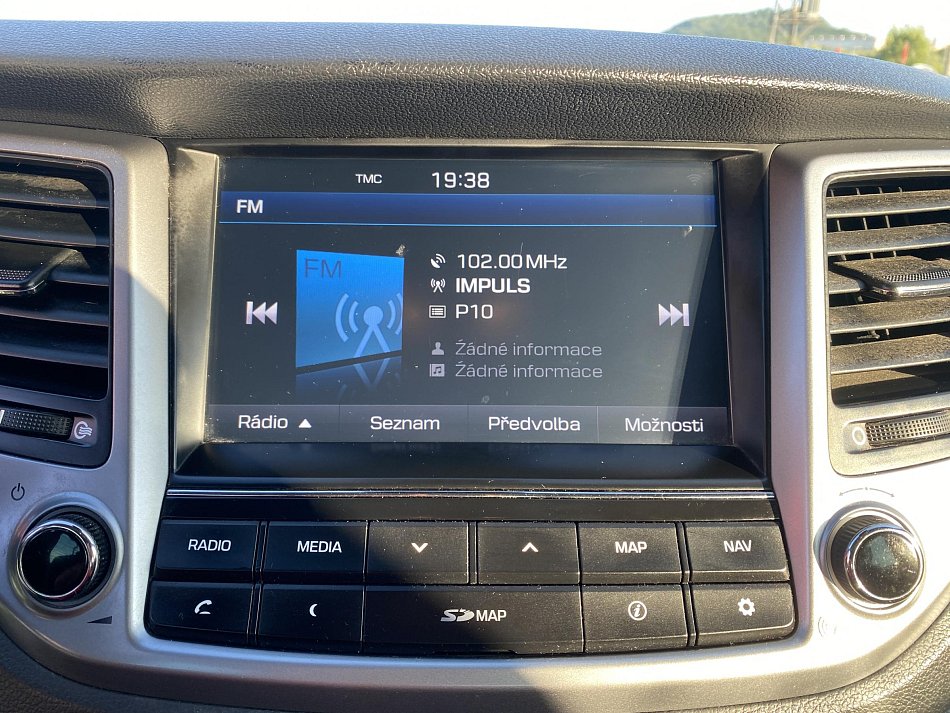 TMC 19:38
FM
FM
102.00 MHz
IMPULS
P10
Žádné informace
Žádné informace
Rádio Seznam Předvolba Možnosti
RADIO MEDIA MAP NAV
SD MAP